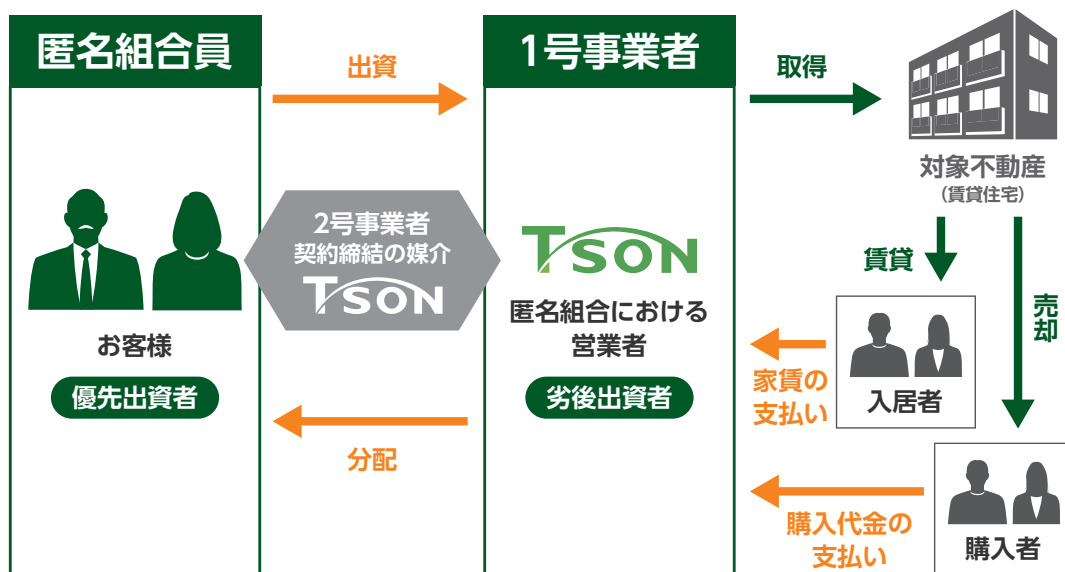 匿名組合員
出資
1号事業者
取得
対象不動産
(賃貸住宅)
2号事業者
契約締結の媒介
TSON
TSON
匿名組合における
営業者
劣後出資者
お客様
優先出資者
分配
賃貸
売却
家賃の
支払い
入居者
購入代金の
支払い
購入者